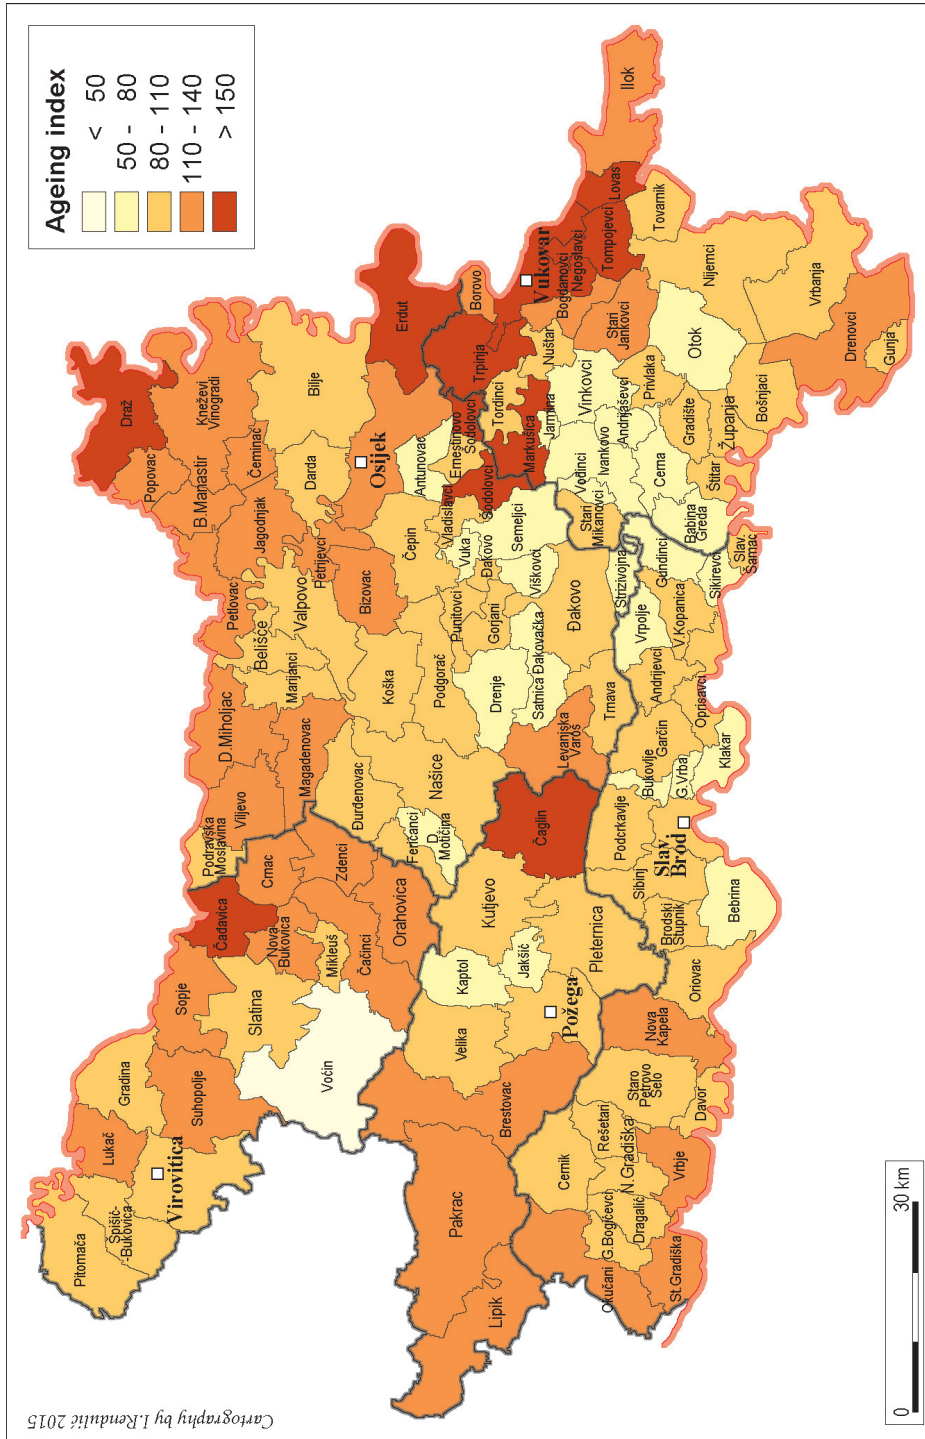 Ageing index
< 50
50 - 80
80 - 110
110 - 140
> 150
Pitomača
Spišić-
-Bukovica
Lukač
Virovitica
Gradina
Suhopolje
Sopje
Slatina
Voćin
Čađavica
Nova
Bukovica
Mikleuš
Čačinci
Crnac
Zdenci
Orahovica
Podravska
Moslavina
Viljevo
D.Miholjac
Magadenovac
Đurđenovac
Feričanci
D.
Motičina
Našice
Marijanci
Belišće
Valpovo
Petlovac
Petrijevci
Bizovac
Koška
Podgorač
Jagodnjak
B.Manastir
Popovac
Draž
Kneževi
Vinogradi
Čeminac
Darda
Bilje
Osijek
Erdut
Čepin
Antunovae
Vladislavci
Ernestinovo
Šodolovci
Šodolovci
Vuka
Đakovo
Punitovci
Gorjani
Semeljci
Viškovci
Drenje
Satnica Đakovačka
Đakovo
Levanjska
Varoš
Trnava
Strizivojna
Borovo
Trpinja
Vukovar
Bogdanovci
Negoslavci
Tompojevci
Lovas
Ilok
Tovarnik
Nuštar
Tordinci
Markušica
Jarmina
Vinkovci
Stari
Jankovci
Nijemci
Otok
Privlaka
Andrijaševci
Ivankovo
Vođinci
Stari
Mikanovci
Cerna
Gradište
Županja
Štitar
Babina
Greda
Bošnjaci
Vrbanja
Drenovci
Gunja
Pakrac
Lipik
Brestovac
Velika
Kaptol
Jakšić
Požega
Kutjevo
Čaglin
Pleternica
Okučani
St.Gradiška
G.Bogićevci
Dragalić
Cernik
Rešetari
N.Gradiška
Vrbje
Staro
Petrovo
Selo
Davor
Nova
Kapela
Oriovac
Brodski
Stupnik
Bebrina
Sibinj
Slav.
Brod
Podcrkavlje
Bukovlje
G.Vrba
Klakar
Garčin
Oprisavci
Andrijevci
Vrpolje
V.Kopanica
Gundinci
Sikirevci
Slav.
Šamac
0 30 km
Cartography by I.Rendulić 2015